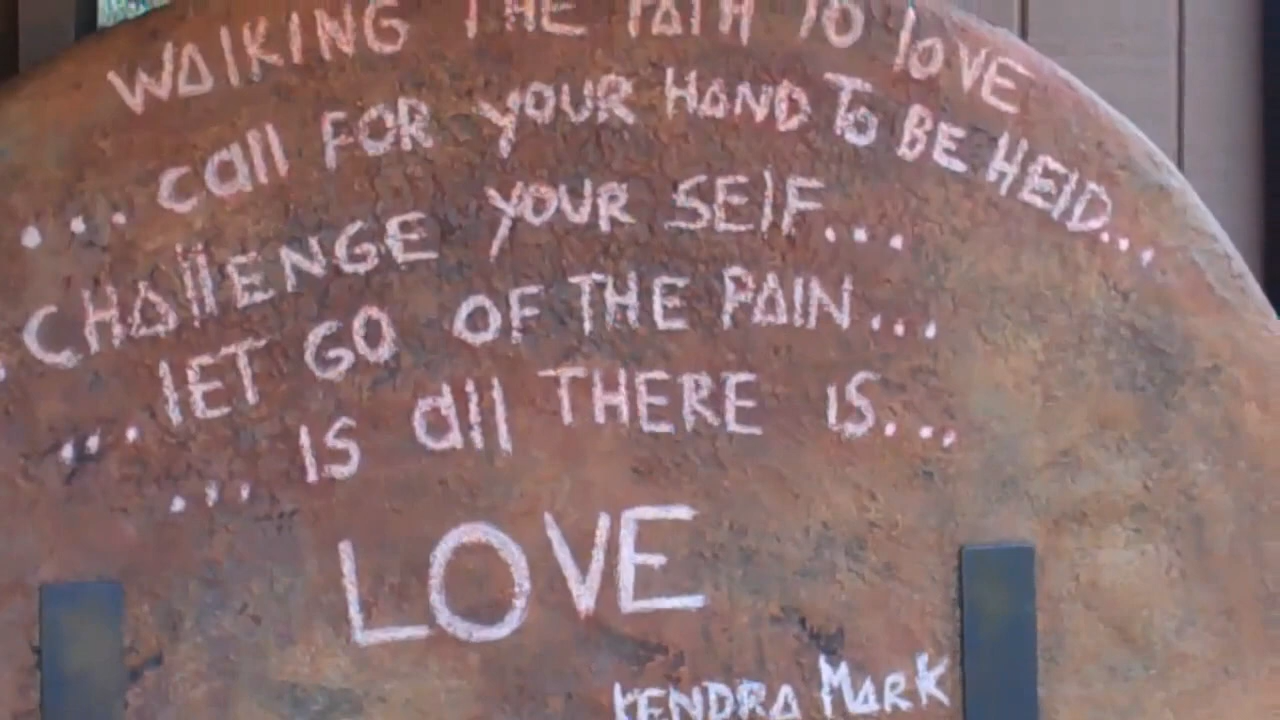 WALKING THE PATH TO lOVE
... call FOR YOUR HAND TO BE HElD...
. CHAllENGE YOUR SElF...
... lET GO OF THE PAIN...
... IS all THERE IS...
LOVE
KENDRA MARK